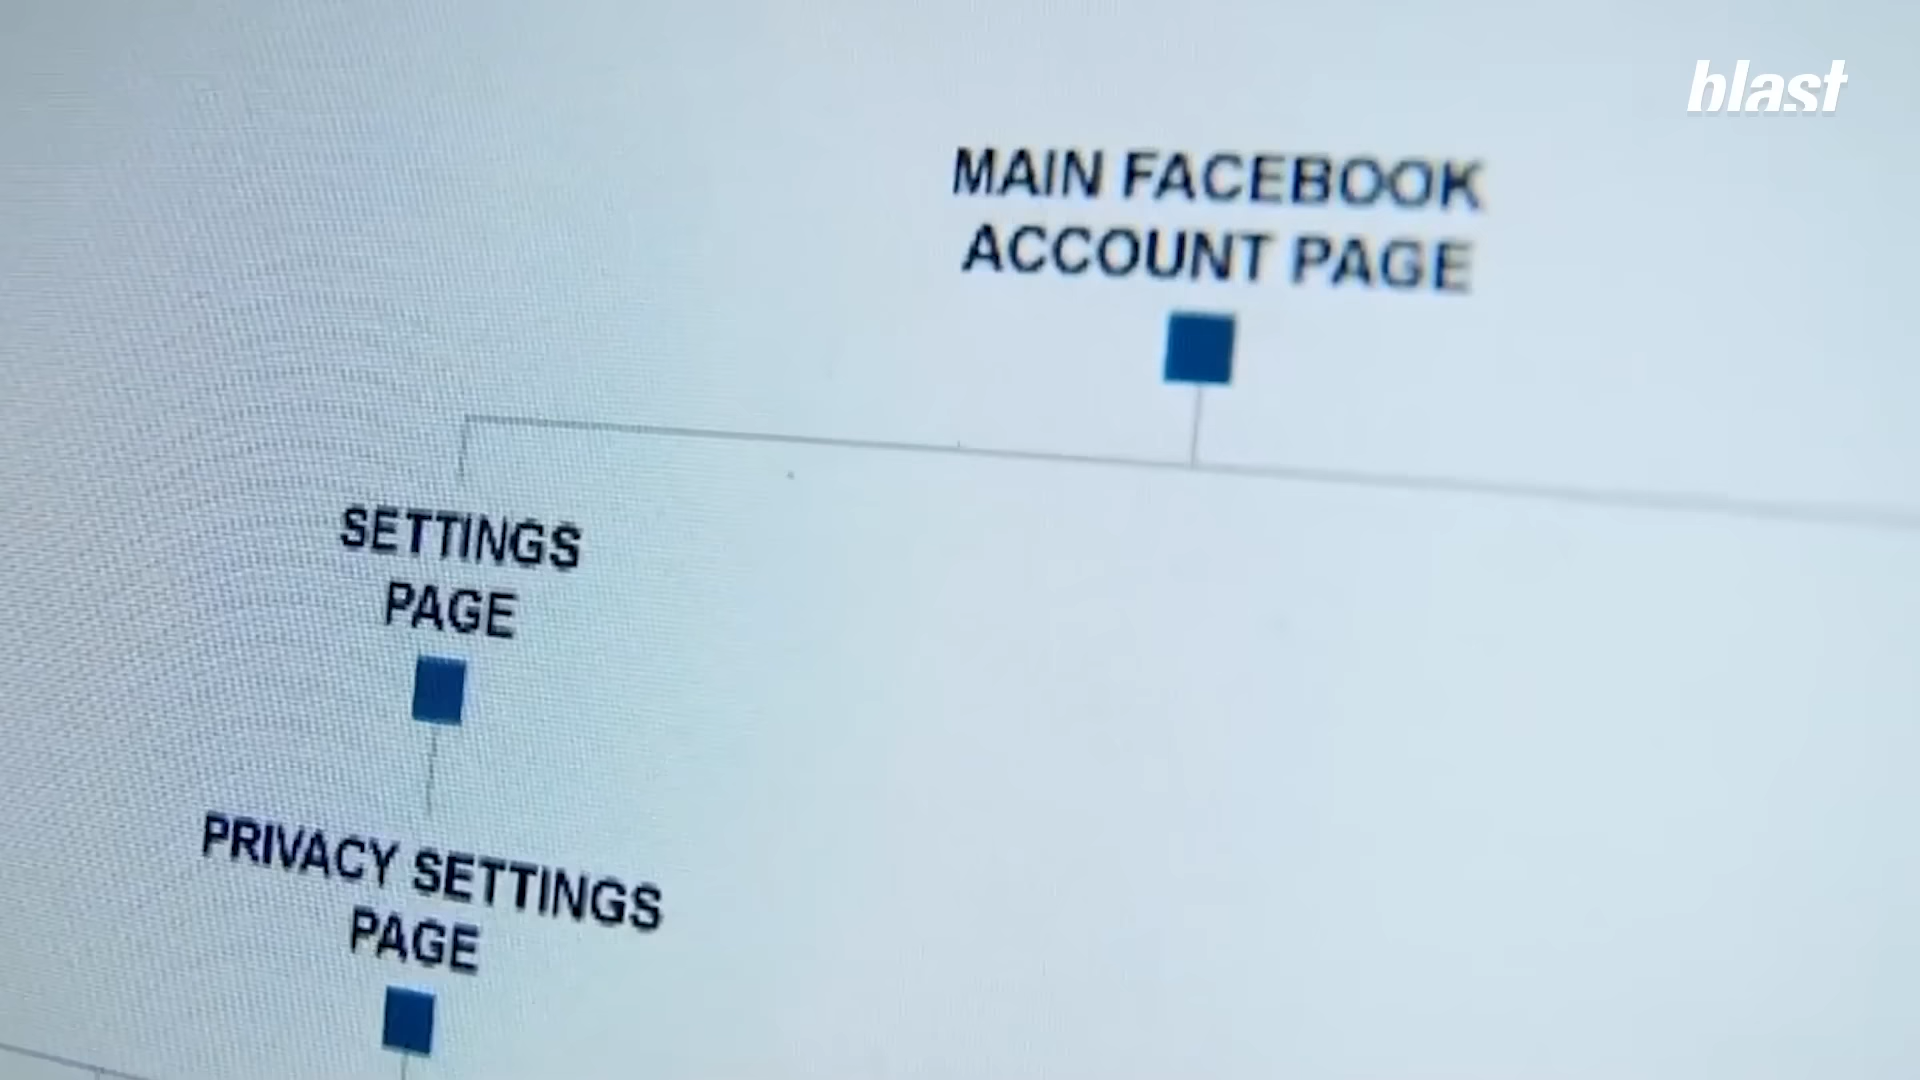 blast
MAIN FACEBOOK
ACCOUNT PAGE
SETTINGS
PAGE
PRIVACY SETTINGS
PAGE